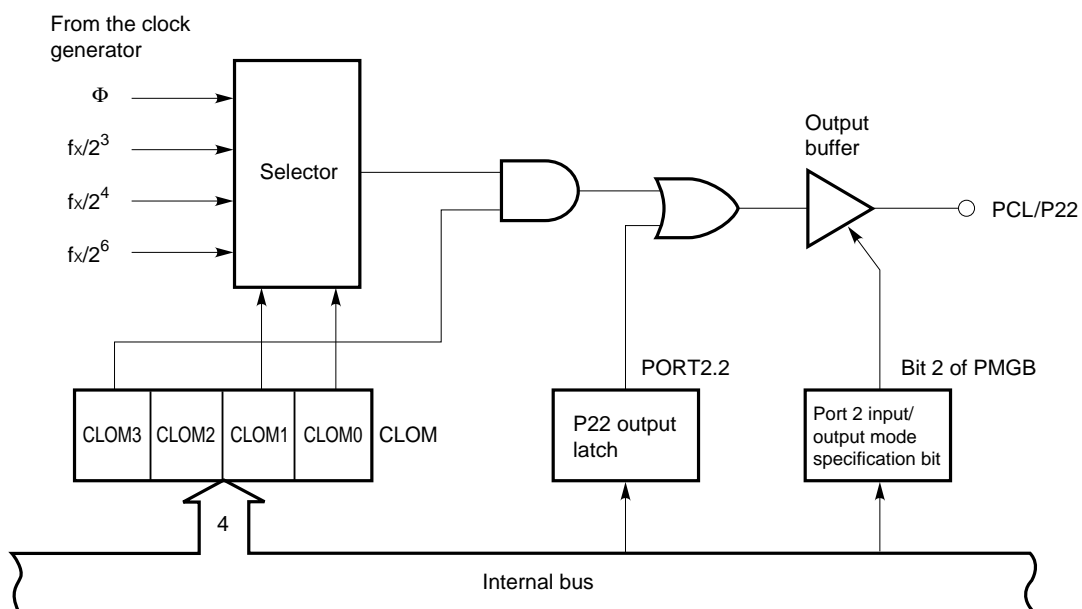 From the clock
generator
Φ
fx/2³
fx/2⁴
fx/2⁶
Selector
Output
buffer
PCL/P22
PORT2.2
Bit 2 of PMGB
CLOM3 CLOM2 CLOM1 CLOM0 CLOM
P22 output
latch
Port 2 input/
output mode
specification bit
4
Internal bus